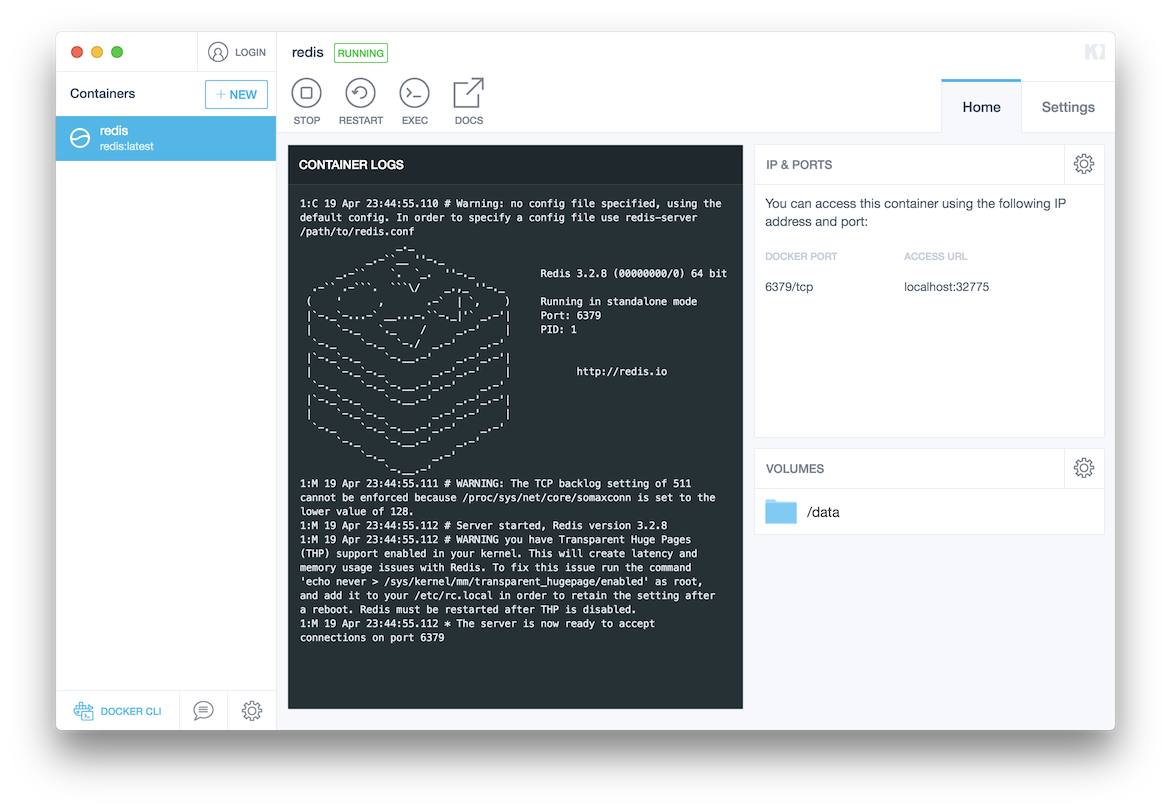 LOGIN
Containers
+ NEW
redis
redis:latest
DOCKER CLI
redis RUNNING
STOP RESTART EXEC DOCS
Home Settings
CONTAINER LOGS
1:C 19 Apr 23:44:55.110 # Warning: no config file specified, using the
default config. In order to specify a config file use redis-server
/path/to/redis.conf
Redis 3.2.8 (00000000/0) 64 bit
Running in standalone mode
Port: 6379
PID: 1
http://redis.io
1:M 19 Apr 23:44:55.111 # WARNING: The TCP backlog setting of 511
cannot be enforced because /proc/sys/net/core/somaxconn is set to the
lower value of 128.
1:M 19 Apr 23:44:55.112 # Server started, Redis version 3.2.8
1:M 19 Apr 23:44:55.112 # WARNING you have Transparent Huge Pages
(THP) support enabled in your kernel. This will create latency and
memory usage issues with Redis. To fix this issue run the command
'echo never > /sys/kernel/mm/transparent_hugepage/enabled' as root,
and add it to your /etc/rc.local in order to retain the setting after
a reboot. Redis must be restarted after THP is disabled.
1:M 19 Apr 23:44:55.112 * The server is now ready to accept
connections on port 6379
IP & PORTS
You can access this container using the following IP
address and port:
DOCKER PORT ACCESS URL
6379/tcp localhost:32775
VOLUMES
/data